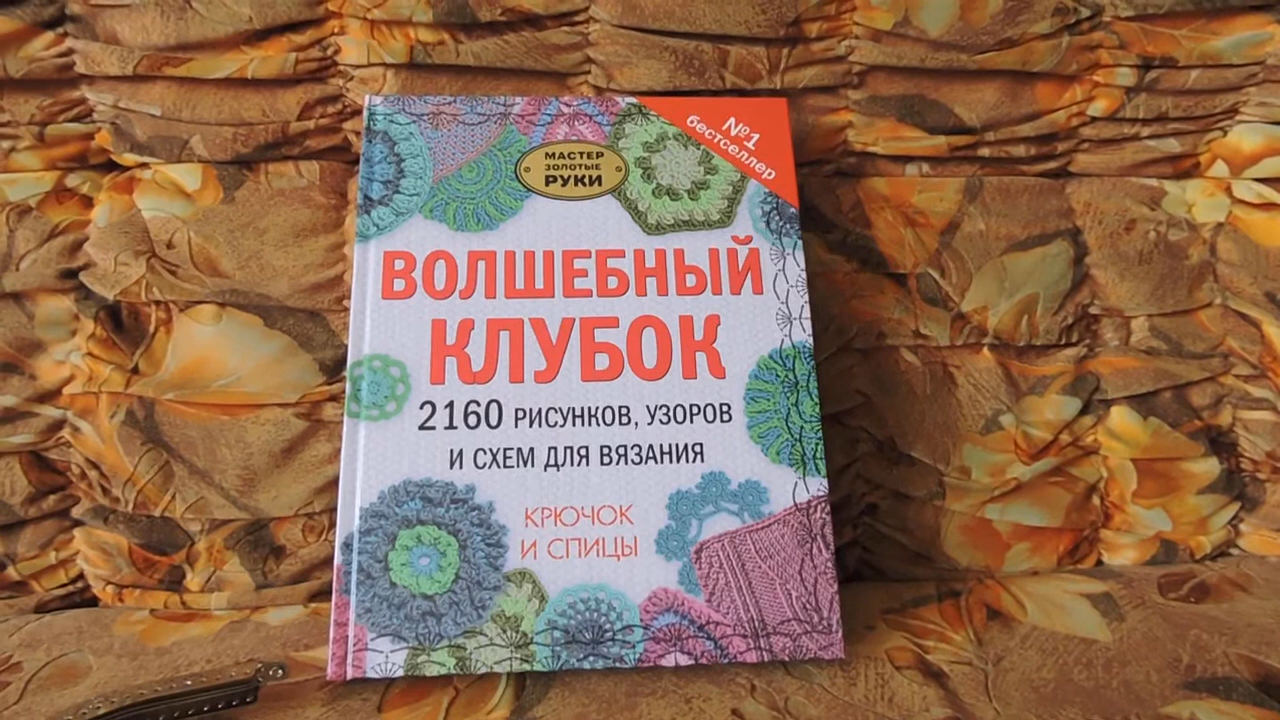 №1
бестселлер
МАСТЕР
ЗОЛОТЫЕ
РУКИ
ВОЛШЕБНЫЙ
КЛУБОК
2160 РИСУНКОВ, УЗОРОВ
И СХЕМ ДЛЯ ВЯЗАНИЯ
КРЮЧОК
И СПИЦЫ